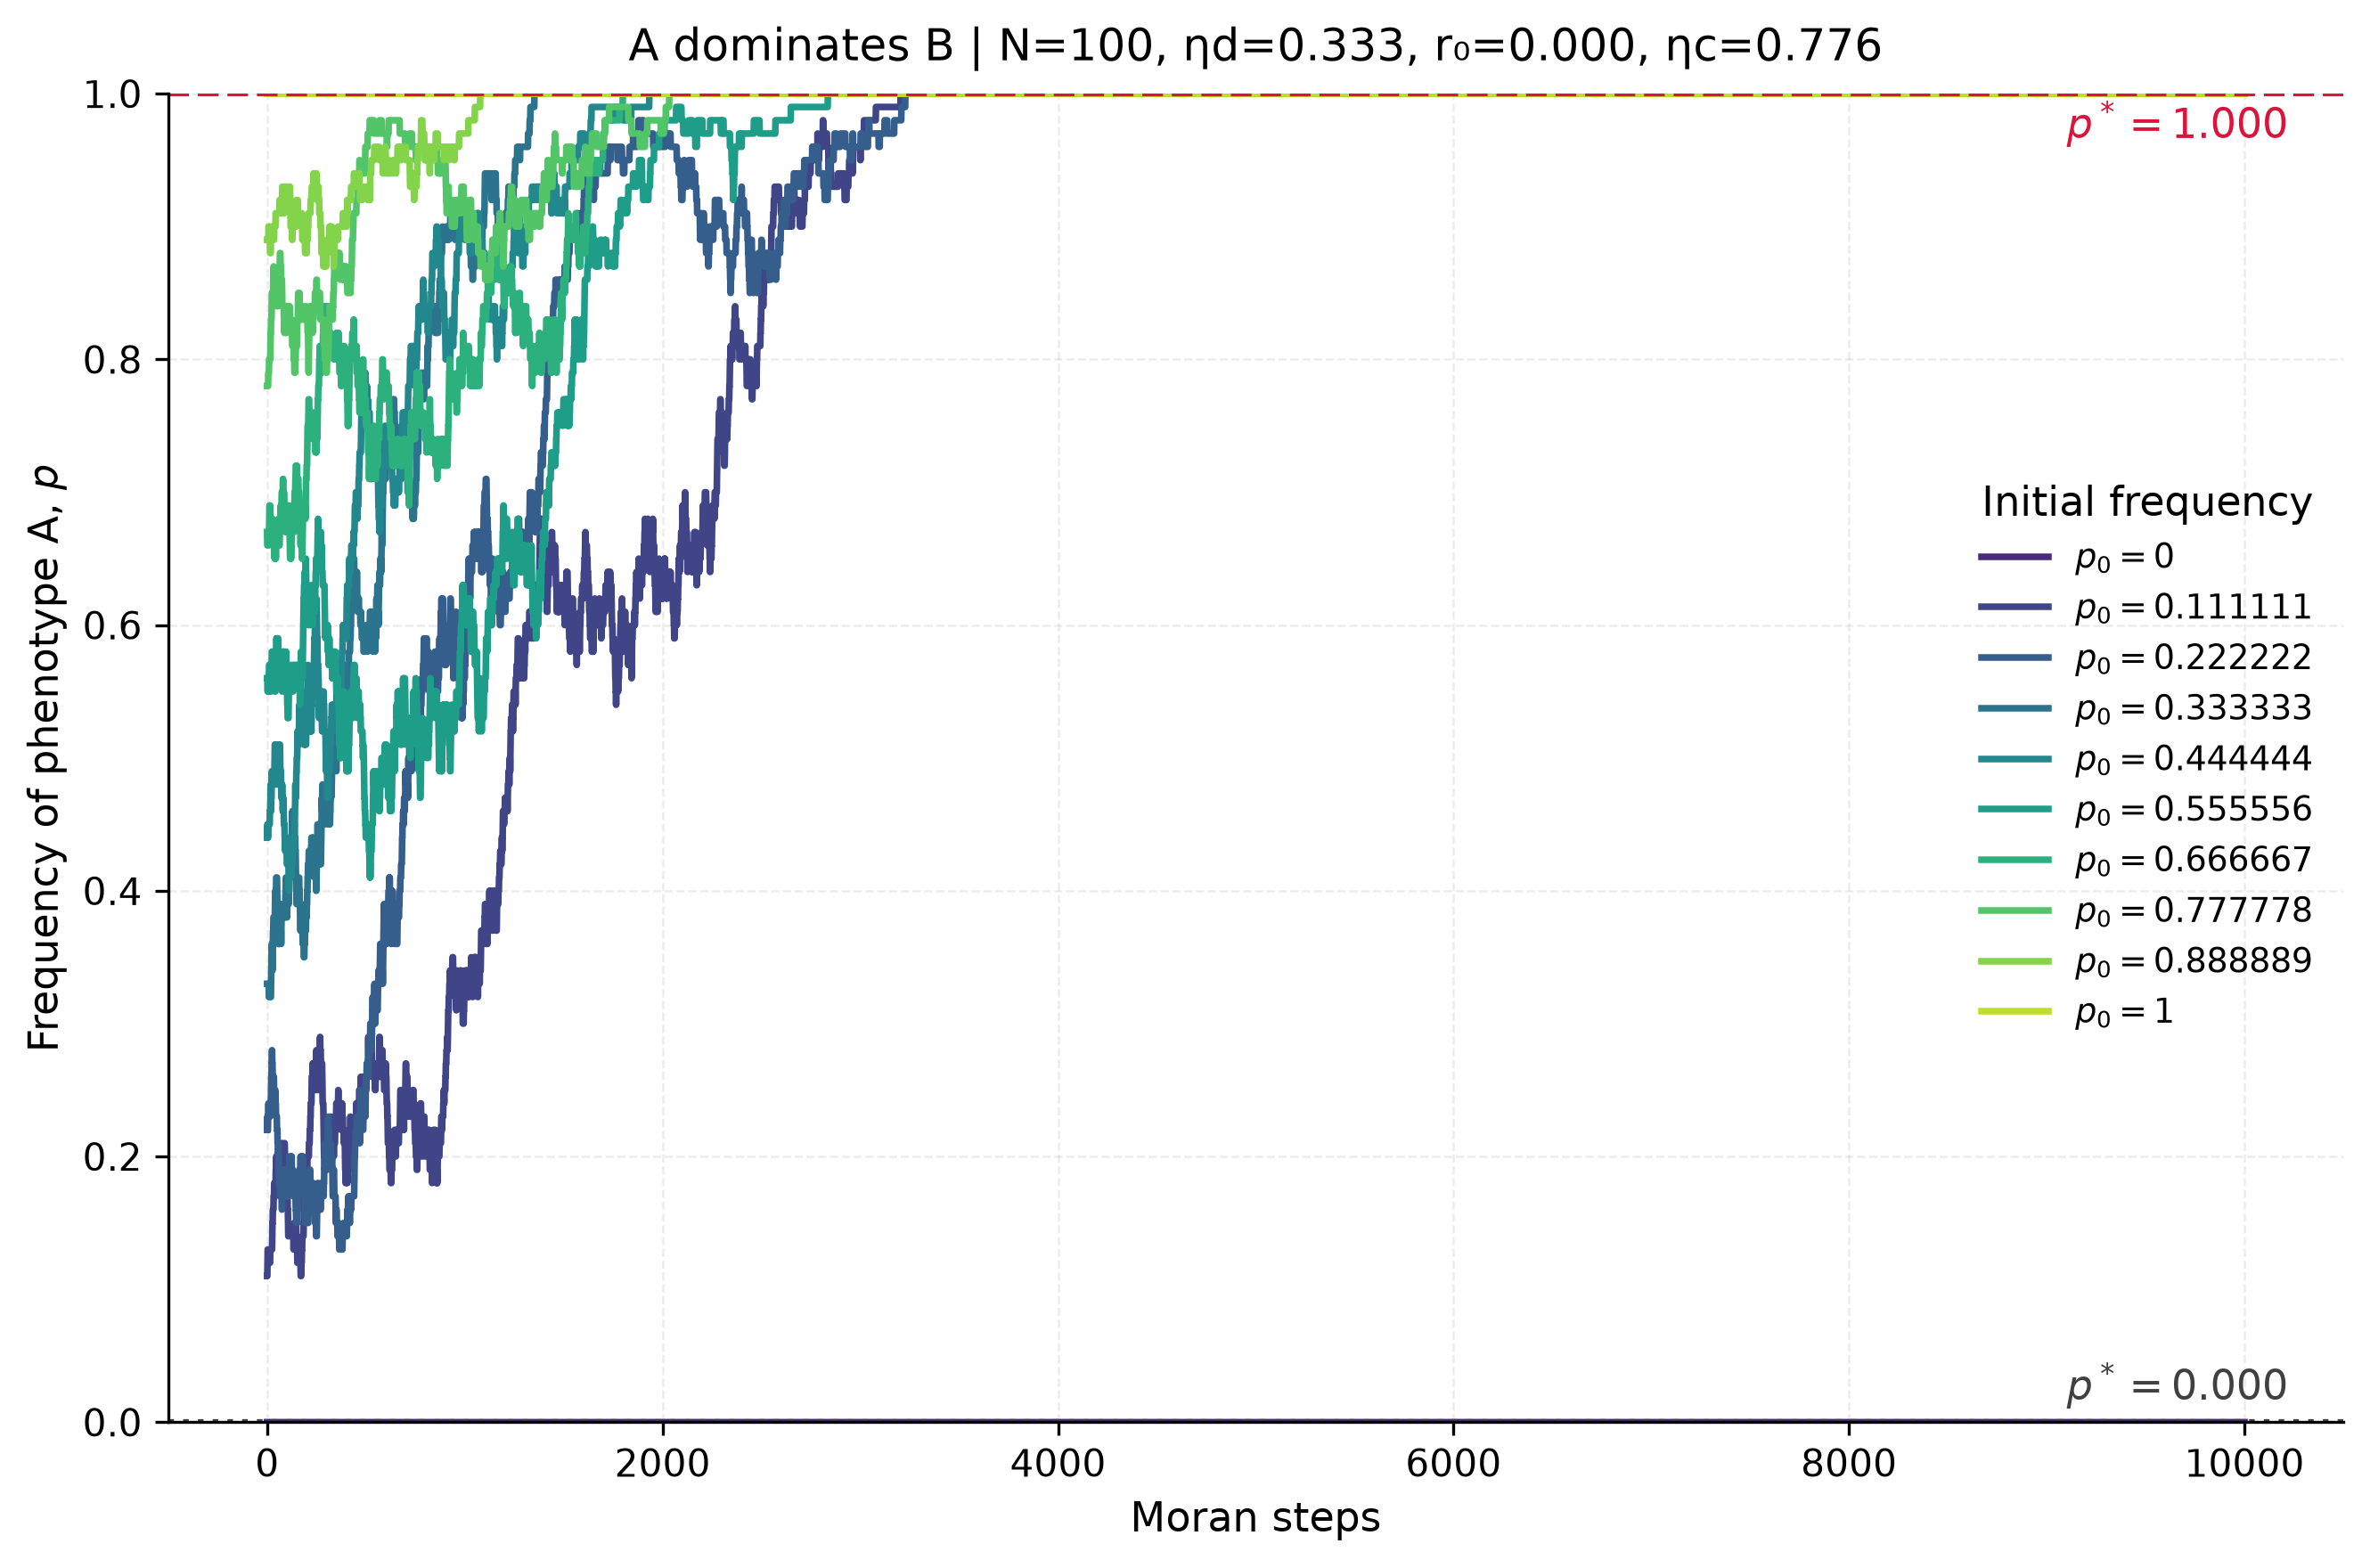 A dominates B | N=100, ηd=0.333, r₀=0.000, ηc=0.776
1.0
0.8
0.6
0.4
0.2
0.0
Frequency of phenotype A, p
p* = 1.000
Initial frequency
p₀ = 0
p₀ = 0.111111
p₀ = 0.222222
p₀ = 0.333333
p₀ = 0.444444
p₀ = 0.555556
p₀ = 0.666667
p₀ = 0.777778
p₀ = 0.888889
p₀ = 1
p* = 0.000
0 2000 4000 6000 8000 10000
Moran steps